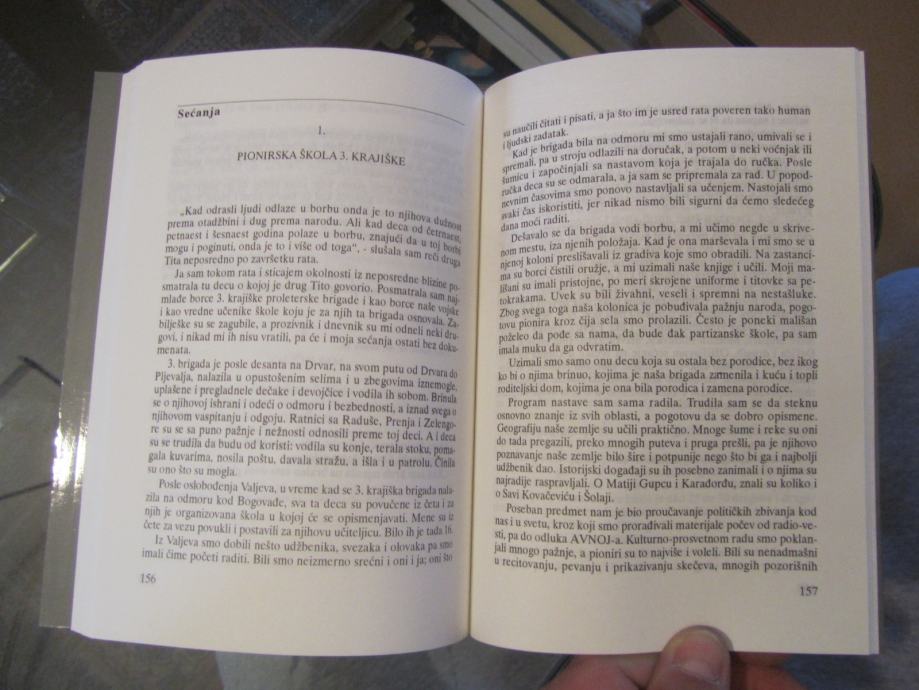 Sećanja
1.
PIONIRSKA ŠKOLA 3. KRAJIŠKE
„Kad odrasli ljudi odlaze u borbu onda je to njihova dužnost
prema otadžbini i dug prema narodu. Ali kad deca od četrnaest,
petnaest i šesnaest godina polaze u borbu, znajući da u toj borbi
mogu i poginuti, onda je to i više od toga“, - slušala sam reči druga
Tita neposredno po završetku rata.
Ja sam tokom rata i sticajem okolnosti iz neposredne blizine po-
smatrala tu decu o kojoj je drug Tito govorio. Posmatrala sam naj-
mlađe borce 3. krajiške proleterske brigade i kao borce naše vojske
i kao vredne učenike škole koju je za njih ta brigada osnovala. Za-
bilješke su se zagubile, a prozivnik i dnevnik su mi odneli neki dru-
govi, i nikad mi ih nisu vratili, pa će i moja sećanja ostati bez doku-
menata.
3. brigada je posle desanta na Drvar, na svom putu od Drvara do
Pljevalja, nalazila u opustošenim selima i u zbegovima iznemogle,
uplašene i pregladnele dečake i devojčice i vodila ih sobom. Brinula
se o njihovoj ishrani i odeći o odmoru i bezbednosti, a iznad svega o
njihovom vaspitanju i odgoju. Ratnici sa Raduše, Prenja i Zelengo-
re su se sa puno pažnje i nežnosti odnosili preme toj deci. A i deca
su se trudila da budu od koristi: vodila su konje, terala stoku, poma-
gala kuvarima, nosila poštu, davala stražu, a išla i u patrolu. Činila
su ono što su mogla.
Posle oslobođenja Valjeva, u vreme kad se 3. krajiška brigada nala-
zila na odmoru kod Bogovađe, sva ta deca su povučene iz četa i za
njih je organizovana škola u kojoj će se opismenjavati. Mene su iz
čete za vezu povukli i postavili za njihovu učiteljicu. Bilo ih je tada 16.
Iz Valjeva smo dobili nešto udžbenika, svezaka i olovaka pa smo
imali čime početi raditi. Bili smo neizmerno srećni i oni i ja; oni što
156
su naučili čitati i pisati, a ja što im je usred rata poveren tako human
i ljudski zadatak.
Kad je brigada bila na odmoru mi smo ustajali rano, umivali se i
spremali, pa u stroju odlazili na doručak, a potom u neki voćnjak ili
šumicu i započinjali sa nastavom koja je trajala do ručka. Posle
ručka deca su se odmarala, a ja sam se pripremala za rad. U popod-
nevnim časovima smo ponovo nastavljali sa učenjem. Nastojali smo
svaki čas iskoristiti, jer nikad nismo bili sigurni da ćemo sledećeg
dana moći raditi.
Dešavalo se da brigada vodi borbu, a mi učimo negde u skrive-
nom mestu, iza njenih položaja. Kad je ona marševala i mi smo se u
njenoj koloni preslišavali iz gradiva koje smo obradili. Na zastanci-
ma su borci čistili oružje, a mi uzimali naše knjige i učili. Moji ma-
lišani su imali pristojne, po meri skrojene uniforme i titovke sa pe-
tokrakama. Uvek su bili živahni, veseli i spremni na nestašluke.
Zbog svega toga naša kolonica je pobuđivala pažnju naroda, pogo-
tovu pionira kroz čija sela smo prolazili. Često je poneki mališan
poželeo da pođe sa nama, da bude đak partizanske škole, pa sam
imala muku da ga odvratim.
Uzimali smo samo onu decu koja su ostala bez porodice, bez ikog
ko bi o njima brinuo, kojima je naša brigada zamenila i kuću i topli
roditeljski dom, kojima je ona bila porodica i zamena porodice.
Program nastave sam sama radila. Trudila sam se da steknu
osnovno znanje iz svih oblasti, a pogotovu da se dobro opismene.
Geografiju naše zemlje su učili praktično. Mnoge šume i reke su oni
do tada pregazili, preko mnogih puteva i pruga prešli, pa je njihovo
poznavanje naše zemlje bilo šire i potpunije nego što bi ga i najbolji
udžbenik dao. Istorijski događaji su ih posebno zanimali i o njima su
najradije raspravljali. O Matiji Gupcu i Karađorđu, znali su koliko i
o Savi Kovačeviću i Šolaji.
Poseban predmet nam je bio proučavanje političkih zbivanja kod
nas i u svetu, kroz koji smo prorađivali materijale počev od radio-ve-
sti, pa do odluka AVNOJ-a. Kulturno-prosvetnom radu smo poklan-
jali mnogo pažnje, a pioniri su to najviše i voleli. Bili su nenadmašni
u recitovanju, pevanju i prikazivanju skečeva, mnogih pozorišnih
157